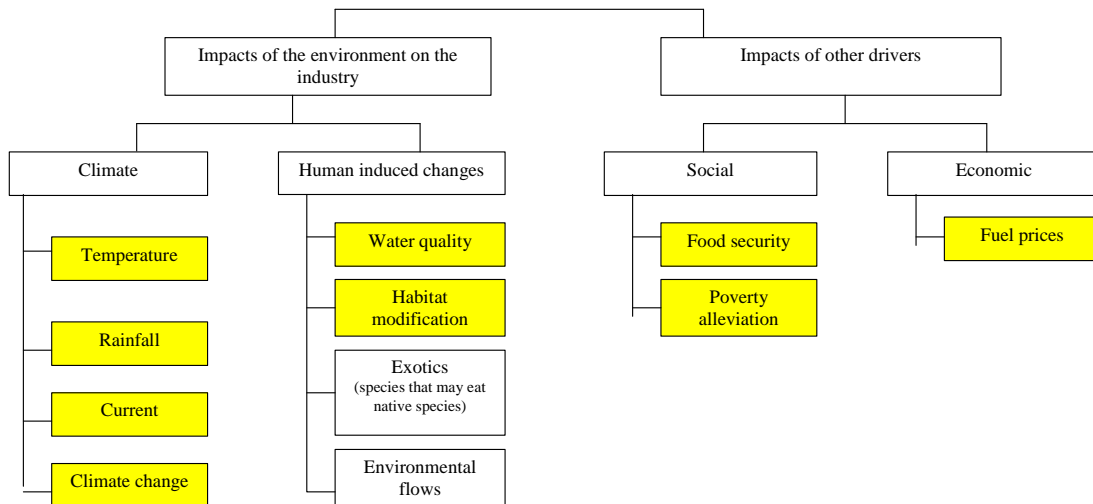 Impacts of the environment on the
industry
Impacts of other drivers
Climate
Human induced changes
Social
Economic
Temperature
Rainfall
Current
Climate change
Water quality
Habitat
modification
Exotics
(species that may eat
native species)
Environmental
flows
Food security
Poverty
alleviation
Fuel prices